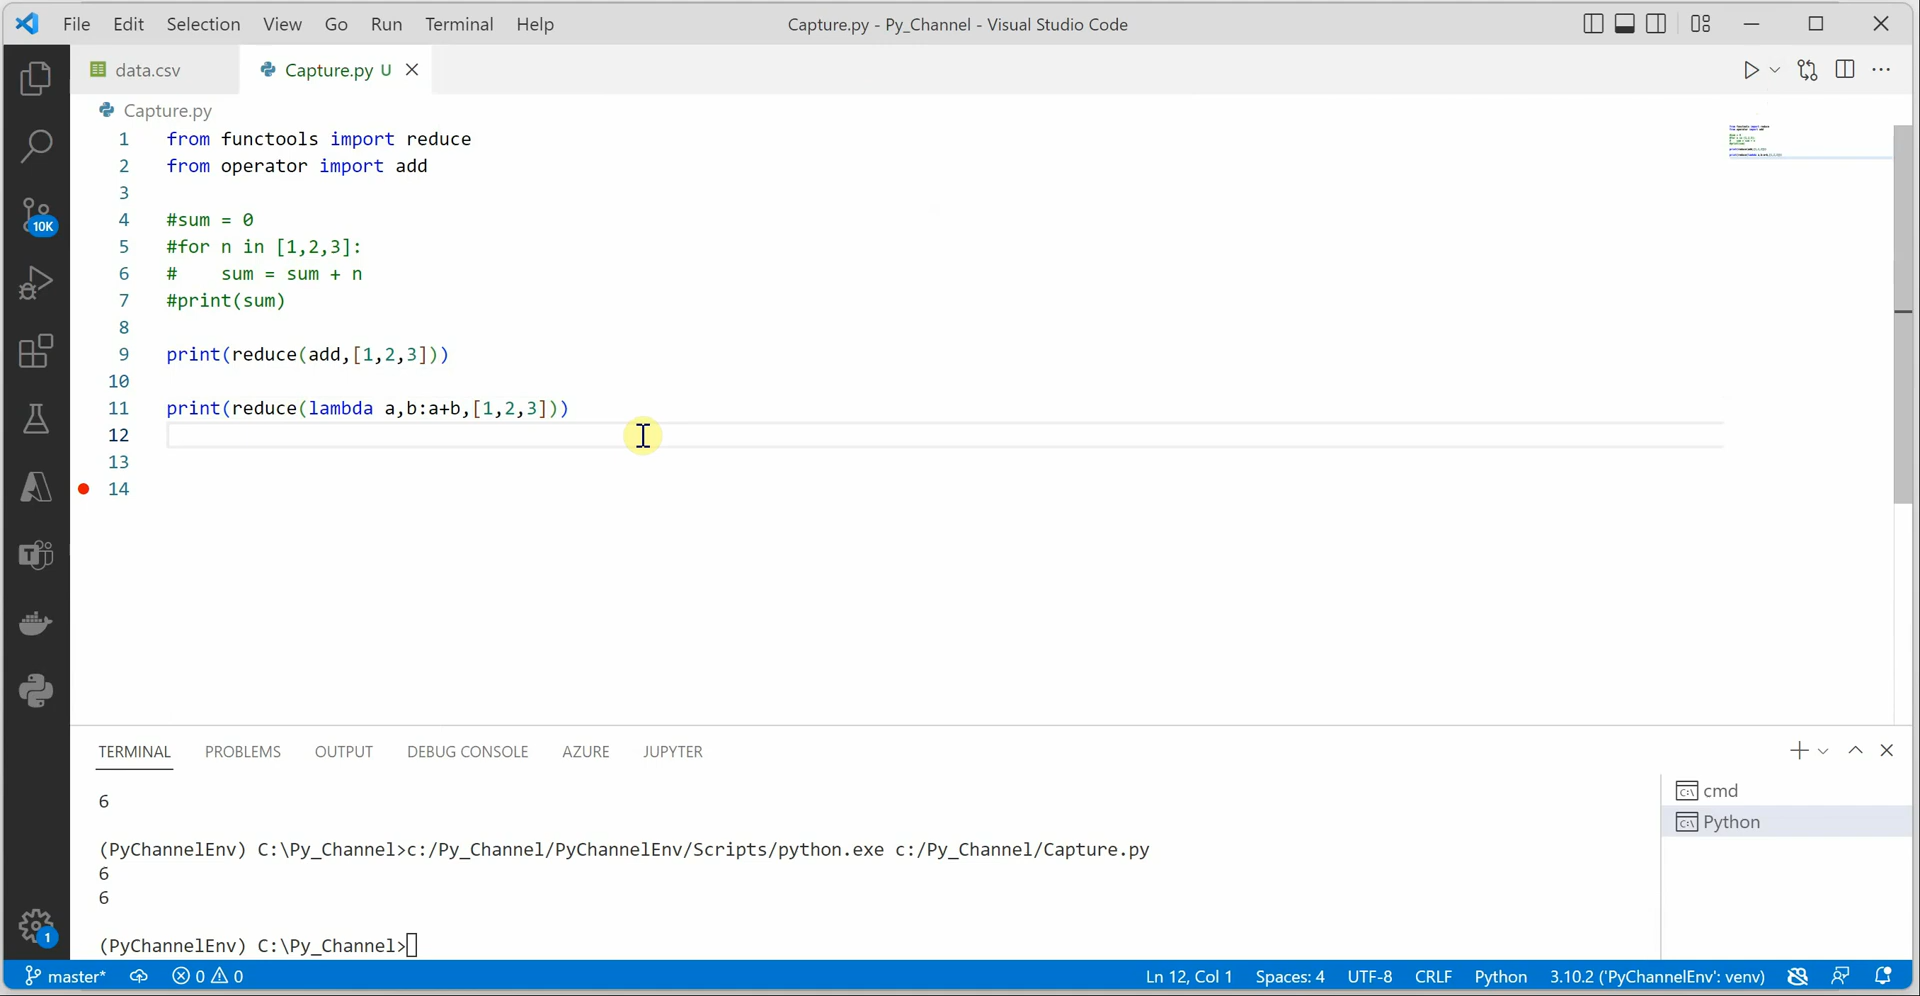 File Edit Selection View Go Run Terminal Help Capture.py - Py_Channel - Visual Studio Code
data.csv Capture.py U
Capture.py
1 from functools import reduce
2 from operator import add
3
4 #sum = 0
5 #for n in [1,2,3]:
6 #    sum = sum + n
7 #print(sum)
8
9 print(reduce(add,[1,2,3]))
10
11 print(reduce(lambda a,b:a+b,[1,2,3]))
12
13
14
10K
TERMINAL PROBLEMS OUTPUT DEBUG CONSOLE AZURE JUPYTER
6
(PyChannelEnv) C:\Py_Channel>c:/Py_Channel/PyChannelEnv/Scripts/python.exe c:/Py_Channel/Capture.py
6
6
(PyChannelEnv) C:\Py_Channel>
cmd
Python
1
master* 0 0 Ln 12, Col 1 Spaces: 4 UTF-8 CRLF Python 3.10.2 ('PyChannelEnv': venv)